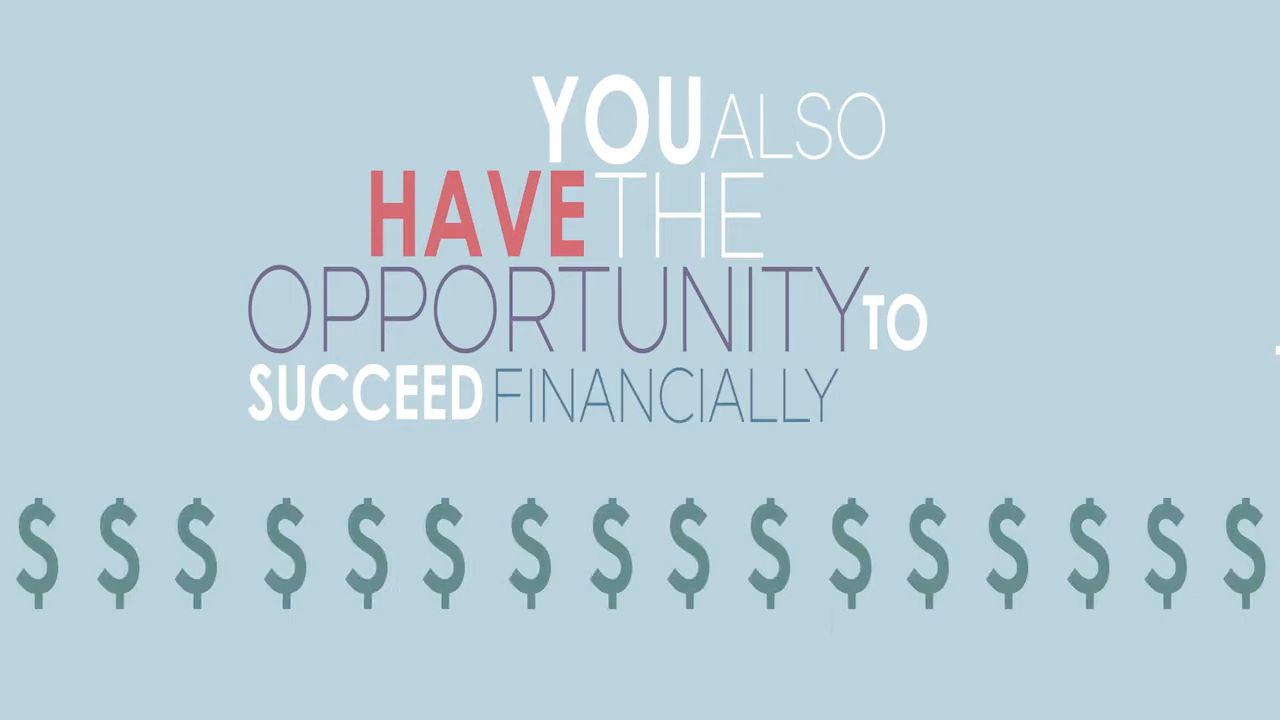 YOU ALSO
HAVE THE
OPPORTUNITY TO
SUCCEED FINANCIALLY
$ $ $ $ $ $ $ $ $ $ $ $ $ $ $ $